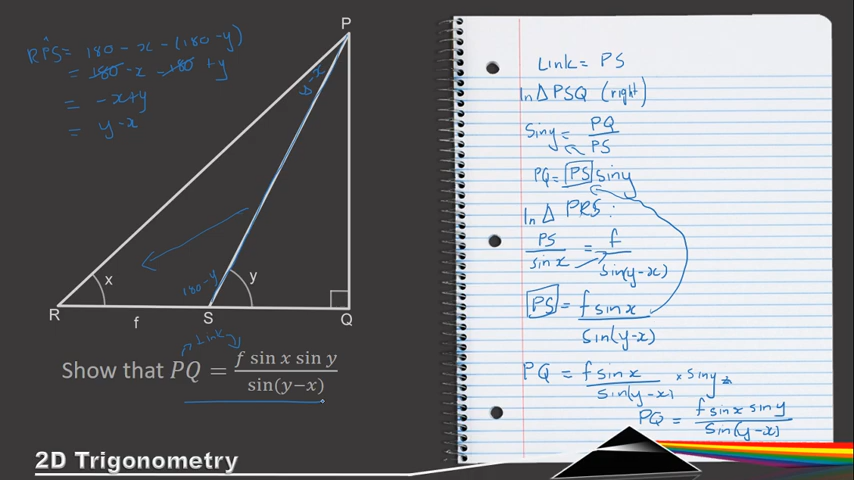 RP̂S = 180 - x - (180 - y)
= 180 - x - 180 + y
= -x + y
= y - x
P
y-x
x
180-y
y
R
S
Q
f
Link
Show that PQ = f sin x sin y / sin(y−x)
2D Trigonometry
Link = PS
In Δ PSQ (right)
Sin y = PQ / PS
PQ = PS sin y
In Δ PRS :
PS / sin x = f / sin(y-x)
PS = f sin x / sin(y-x)
PQ = f sin x / sin(y-x) × sin y
PQ = f sin x sin y / sin(y-x)